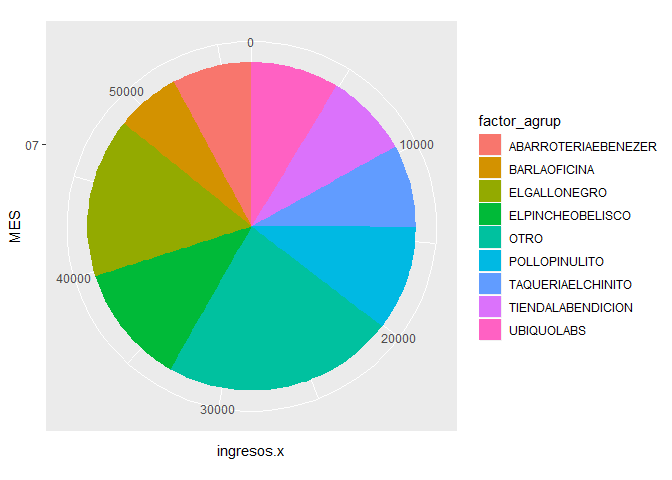 0
50000
10000
07
MES
40000
20000
30000
ingresos.x
factor_agrup
ABARROTERIAEBENEZER
BARLAOFICINA
ELGALLONEGRO
ELPINCHEOBELISCO
OTRO
POLLOPINULITO
TAQUERIAELCHINITO
TIENDALABENDICION
UBIQUOLABS